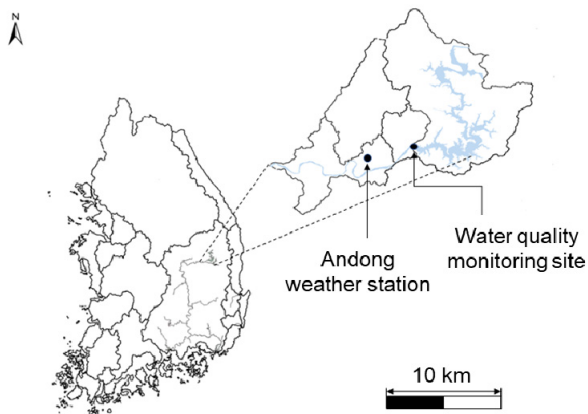 N
Andong
weather station
Water quality
monitoring site
10 km